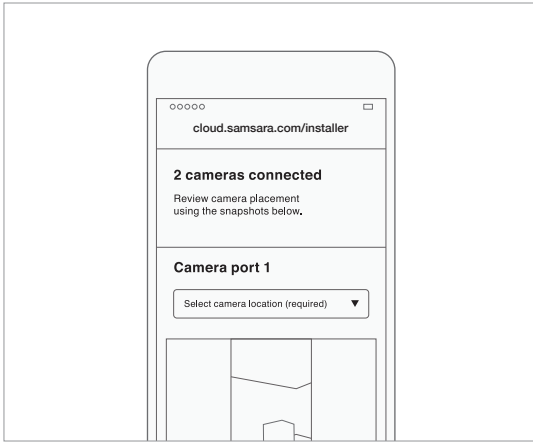 cloud.samsara.com/installer
2 cameras connected
Review camera placement
using the snapshots below.
Camera port 1
Select camera location (required)